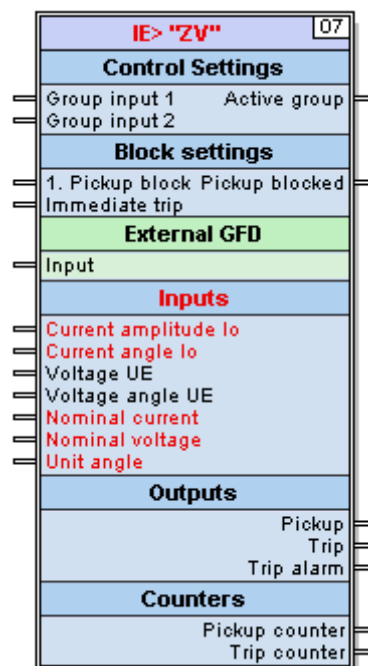 IE> "ZV" 07
Control Settings
Group input 1 Active group
Group input 2
Block settings
1. Pickup block Pickup blocked
Immediate trip
External GFD
Input
Inputs
Current amplitude Io
Current angle Io
Voltage UE
Voltage angle UE
Nominal current
Nominal voltage
Unit angle
Outputs
Pickup
Trip
Trip alarm
Counters
Pickup counter
Trip counter